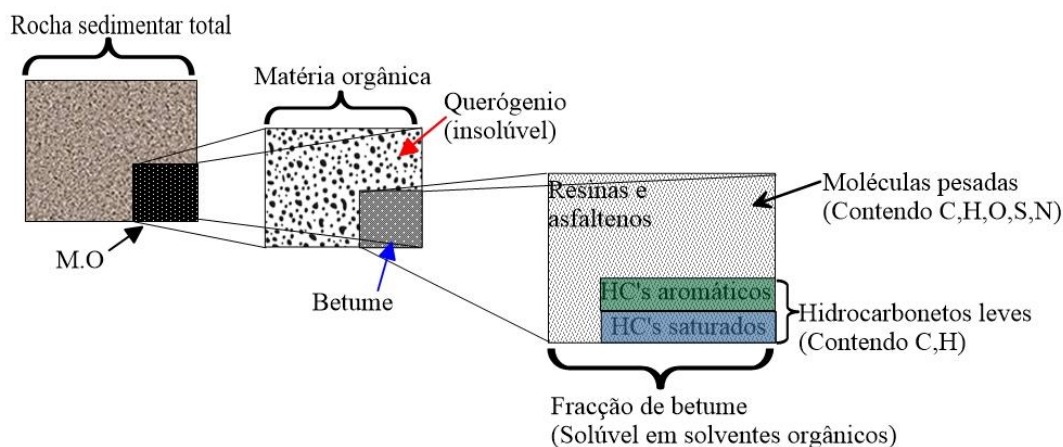 Rocha sedimentar total
Matéria orgânica
Querógenio
(insolúvel)
M.O
Betume
Resinas e
asfaltenos
Moléculas pesadas
(Contendo C,H,O,S,N)
HC's aromáticos
HC's saturados
Hidrocarbonetos leves
(Contendo C,H)
Fracção de betume
(Solúvel em solventes orgânicos)